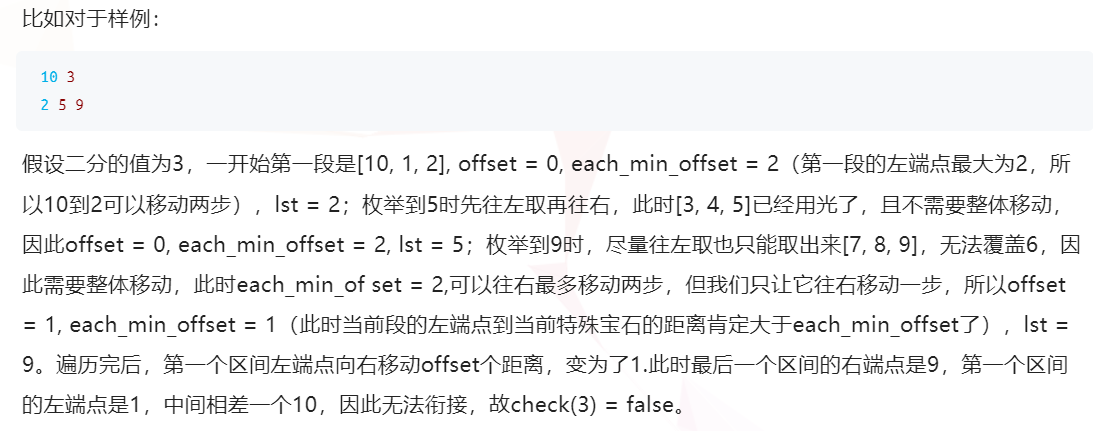 比如对于样例：
10 3
2 5 9
假设二分的值为3，一开始第一段是[10, 1, 2], offset = 0, each_min_offset = 2（第一段的左端点最大为2，所
以10到2可以移动两步），lst = 2；枚举到5时先往左取再往右，此时[3, 4, 5]已经用光了，且不需要整体移动，
因此offset = 0, each_min_offset = 2, lst = 5；枚举到9时，尽量往左取也只能取出来[7, 8, 9]，无法覆盖6，因
此需要整体移动，此时each_min_of set = 2,可以往右最多移动两步，但我们只让它往右移动一步，所以offset
= 1, each_min_offset = 1（此时当前段的左端点到当前特殊宝石的距离肯定大于each_min_offset了），lst =
9。遍历完后，第一个区间左端点向右移动offset个距离，变为了1.此时最后一个区间的右端点是9，第一个区间
的左端点是1，中间相差一个10，因此无法衔接，故check(3) = false。